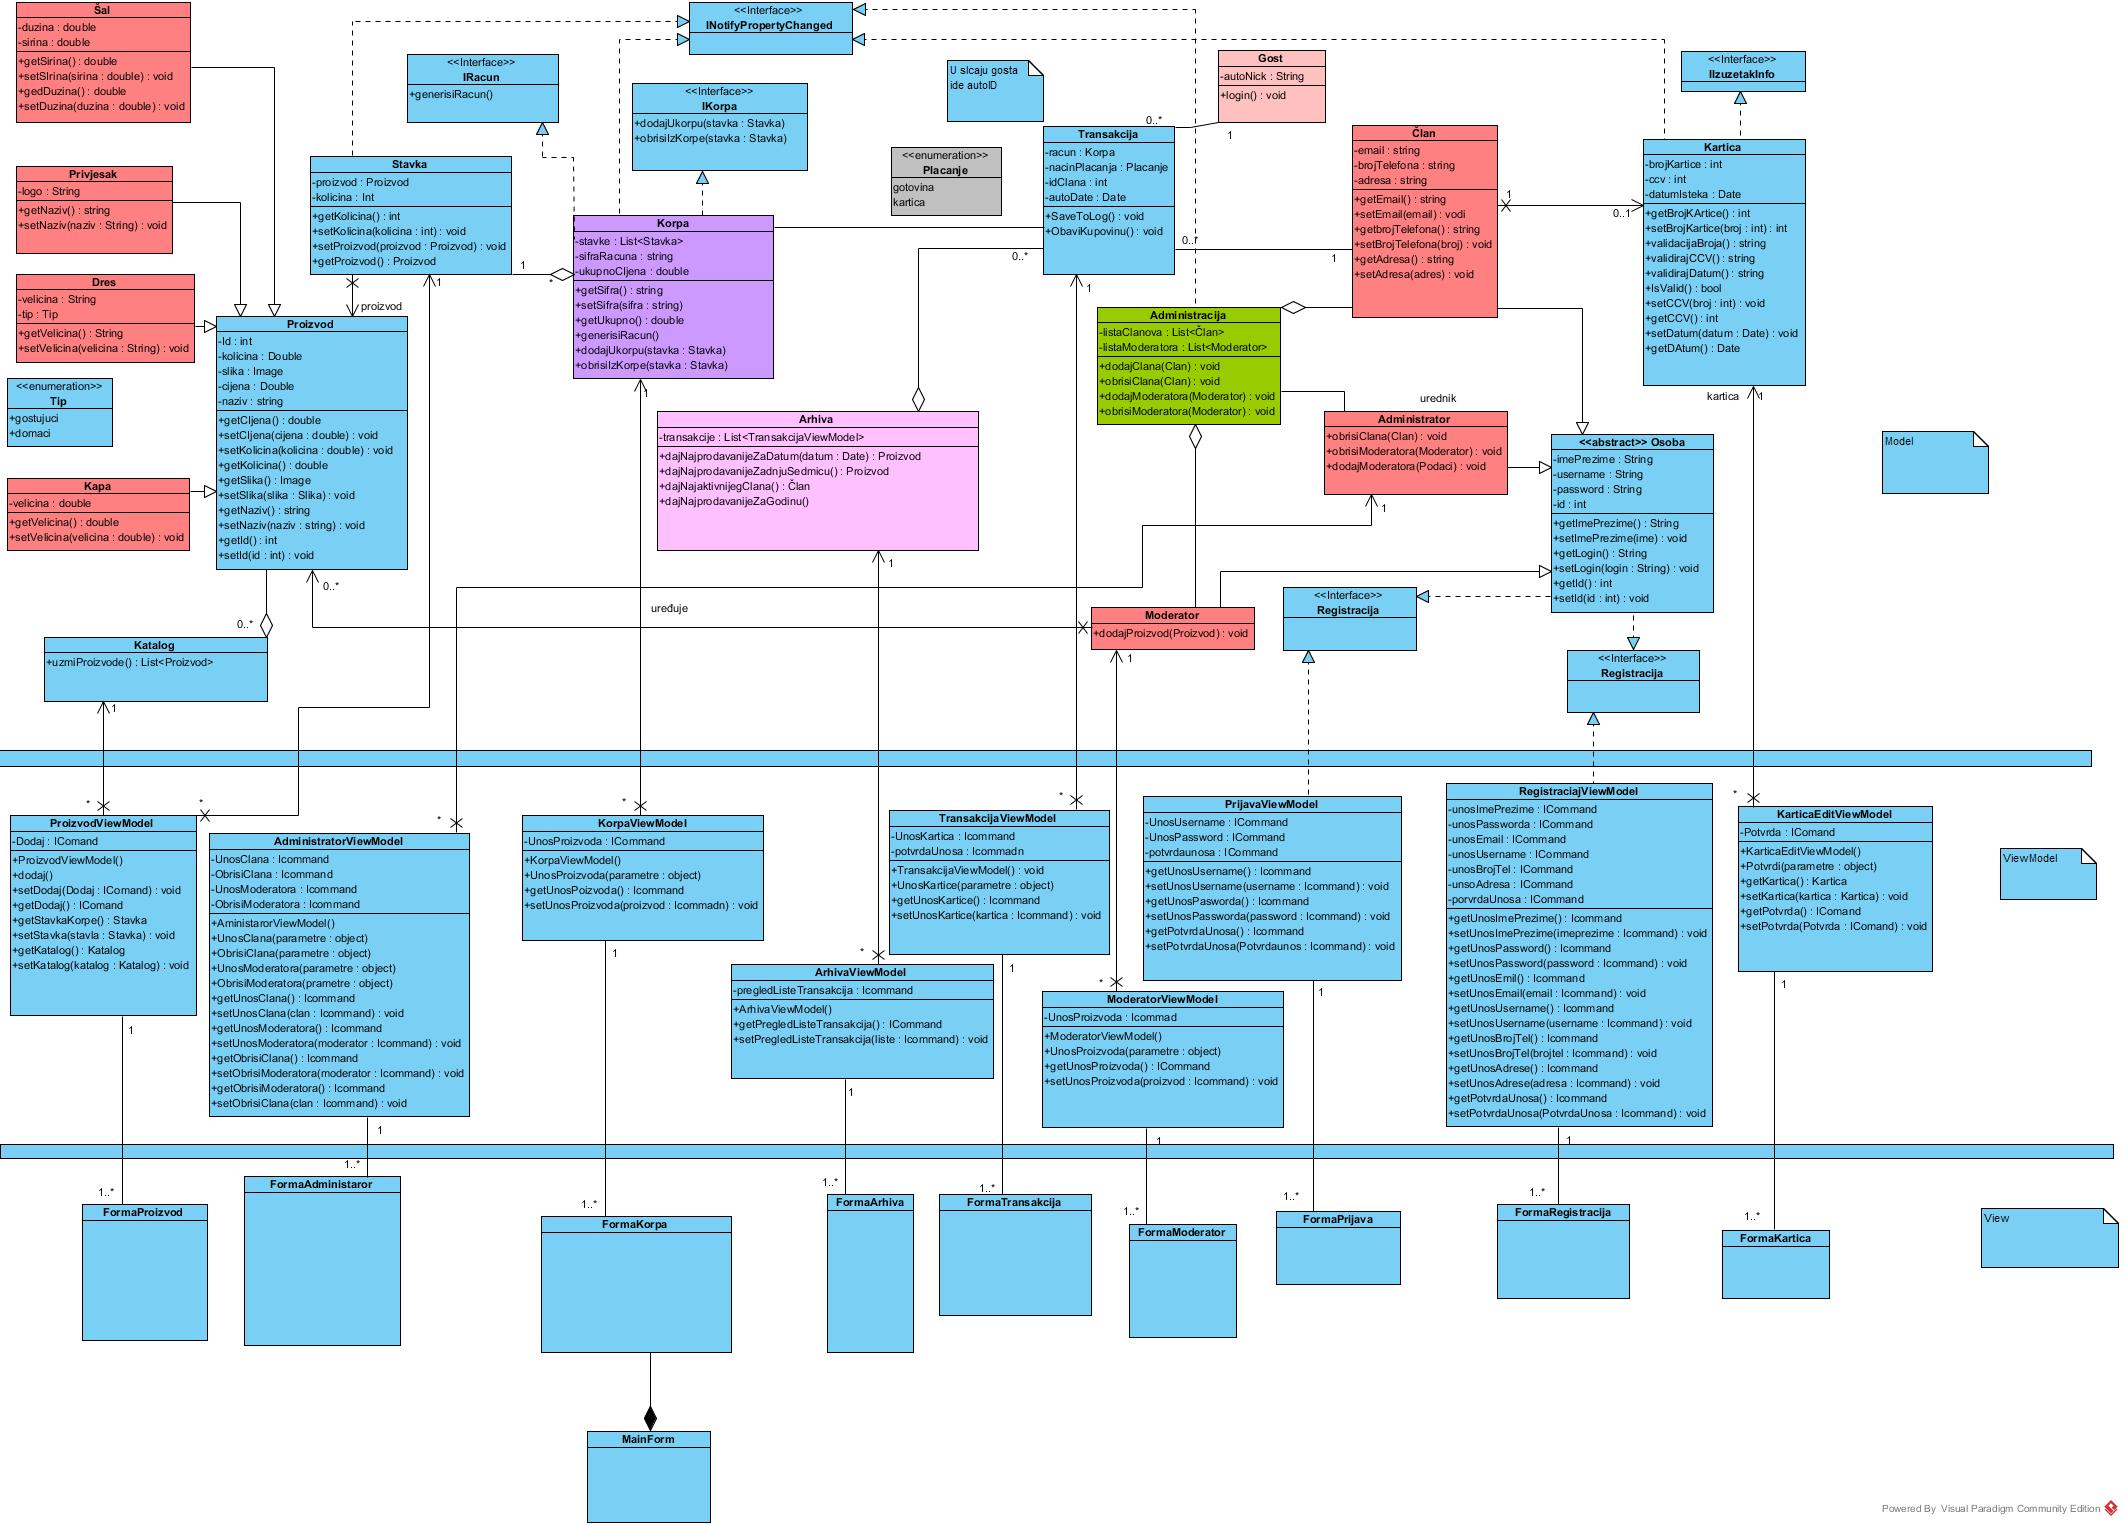 Šal
-duzina : double
-sirina : double
+getSirina() : double
+setSIrina(sirina : double) : void
+gedDuzina() : double
+setDuzina(duzina : double) : void
<<Interface>>
INotifyPropertyChanged
<<Interface>>
IRacun
+generisiRacun()
<<Interface>>
IKorpa
+dodajUkorpu(stavka : Stavka)
+obrisiIzKorpe(stavka : Stavka)
U slcaju gosta
ide autoID
Gost
-autoNick : String
+login() : void
0..*
1
<<Interface>>
IIzuzetakInfo
<<enumeration>>
Placanje
gotovina
kartica
Transakcija
-racun : Korpa
-nacinPlacanja : Placanje
-idClana : int
-autoDate : Date
+SaveToLog() : void
+ObaviKupovinu() : void
0..*
1
0..*
Član
-email : string
-brojTelefona : string
-adresa : string
+getEmail() : string
+setEmail(email) : vodi
+getbrojTelefona() : string
+setBrojTelefona(broj) : void
+getAdresa() : string
+setAdresa(adres) : void
1
0..1
Kartica
-brojKartice : int
-ccv : int
-datumIsteka : Date
+getBrojKArtice() : int
+setBrojKartice(broj : int) : int
+validacijaBroja() : string
+validirajCCV() : string
+validirajDatum() : string
+IsValid() : bool
+setCCV(broj : int) : void
+getCCV() : int
+setDatum(datum : Date) : void
+getDAtum() : Date
Privjesak
-logo : String
+getNaziv() : string
+setNaziv(naziv : String) : void
Stavka
-proizvod : Proizvod
-kolicina : Int
+getKolicina() : int
+setKolicina(kolicina : int) : void
+setProizvod(proizvod : Proizvod) : void
+getProizvod() : Proizvod
1
*
1
proizvod
Korpa
-stavke : List<Stavka>
-sifraRacuna : string
-ukupnoCIjena : double
+getSifra() : string
+setSifra(sifra : string)
+getUkupno() : double
+generisiRacun()
+dodajUkorpu(stavka : Stavka)
+obrisiIzKorpe(stavka : Stavka)
1
Dres
-velicina : String
-tip : Tip
+getVelicina() : String
+setVelicina(velicina : String) : void
<<enumeration>>
Tip
+gostujuci
+domaci
Proizvod
-Id : int
-kolicina : Double
-slika : Image
-cijena : Double
-naziv : string
+getCIjena() : double
+setCIjena(cijena : double) : void
+setKolicina(kolicina : double) : void
+getKolicina() : double
+getSlika() : Image
+setSlika(slika : Slika) : void
+getNaziv() : string
+setNaziv(naziv : string) : void
+getId() : int
+setId(id : int) : void
0..*
0..*
Kapa
-velicina : double
+getVelicina() : double
+setVelicina(velicina : double) : void
Administracija
-listaClanova : List<Član>
-listaModeratora : List<Moderator>
+dodajClana(Clan) : void
+obrisiClana(Clan) : void
+dodajModeratora(Moderator) : void
+obrisiModeratora(Moderator) : void
1
urednik
kartica
1
Arhiva
-transakcije : List<TransakcijaViewModel>
+dajNajprodavanijeZaDatum(datum : Date) : Proizvod
+dajNajprodavanijeZadnjuSedmicu() : Proizvod
+dajNajaktivnijegClana() : Član
+dajNajprodavanijeZaGodinu()
1
Administrator
+obrisiClana(Clan) : void
+obrisiModeratora(Moderator) : void
+dodajModeratora(Podaci) : void
1
<<abstract>> Osoba
-imePrezime : String
-username : String
-password : String
-id : int
+getImePrezime() : String
+setImePrezime(ime) : void
+getLogin() : String
+setLogin(login : String) : void
+getId() : int
+setId(id : int) : void
Model
uređuje
Moderator
+dodajProizvod(Proizvod) : void
1
<<Interface>>
Registracija
<<Interface>>
Registracija
Katalog
+uzmiProizvode() : List<Proizvod>
1
*
*
*
*
*
*
*
*
ProizvodViewModel
-Dodaj : IComand
+ProizvodViewModel()
+dodaj()
+setDodaj(Dodaj : IComand) : void
+getDodaj() : IComand
+getStavkaKorpe() : Stavka
+setStavka(stavla : Stavka) : void
+getKatalog() : Katalog
+setKatalog(katalog : Katalog) : void
1
AdministratorViewModel
-UnosClana : Icommand
-ObrisiClana : Icommand
-UnosModeratora : Icommand
-ObrisiModeratora : Icommand
+AministarorViewModel()
+UnosClana(parametre : object)
+ObrisiClana(parametre : object)
+UnosModeratora(parametre : object)
+ObrisiModeratora(prametre : object)
+getUnosClana() : Icommand
+setUnosClana(clan : Icommand) : void
+getUnosModeratora() : Icommand
+setUnosModeratora(moderator : Icommand) : void
+getObrisiClana() : Icommand
+setObrisiModeratora(moderator : Icommand) : void
+getObrisiModeratora() : Icommand
+setObrisiClana(clan : Icommand) : void
1
KorpaViewModel
-UnosProizvoda : ICommand
+KorpaViewModel()
+UnosProizvoda(parametre : object)
+getUnosPoizvoda() : Icommand
+setUnosProizvoda(proizvod : Icommadn) : void
1
ArhivaViewModel
-pregledListeTransakcija : Icommand
+ArhivaViewModel()
+getPregledListeTransakcija() : ICommand
+setPregledListeTransakcija(liste : Icommand) : void
1
TransakcijaViewModel
-UnosKartica : Icommand
-potvrdaUnosa : Icommadn
+TransakcijaViewModel() : void
+UnosKartice(parametre : object)
+getUnosKartice() : Icommand
+setUnosKartice(kartica : Icommand) : void
1
ModeratorViewModel
-UnosProizvoda : Icommad
+ModeratorViewModel()
+UnosProizvoda(parametre : object)
+getUnosProizvoda() : ICommand
+setUnosProizvoda(proizvod : Icommand) : void
1
PrijavaViewModel
-UnosUsername : ICommand
-UnosPassword : ICommand
-potvrdaunosa : ICommand
+getUnosUsername() : Icommand
+setUnosUsername(username : Icommand) : void
+getUnosPasworda() : Icommand
+setUnosPassworda(password : Icommand) : void
+getPotvrdaUnosa() : Icommand
+setPotvrdaUnosa(Potvrdaunos : Icommand) : void
1
RegistraciajViewModel
-unosImePrezime : ICommand
-unosPassworda : ICommand
-unosEmail : ICommand
-unosUsername : ICommand
-unosBrojTel : ICommand
-unsoAdresa : ICommand
-porvrdaUnosa : ICommand
+getUnosImePrezime() : Icommand
+setUnosImePrezime(imeprezime : Icommand) : void
+getUnosPassword() : Icommand
+setUnosPassword(password : Icommand) : void
+getUnosEmil() : Icommand
+setUnosEmail(email : Icommand) : void
+getUnosUsername() : Icommand
+setUnosUsername(username : Icommand) : void
+getUnosBrojTel() : Icommand
+setUnosBrojTel(brojtel : Icommand) : void
+getUnosAdrese() : Icommand
+setUnosAdrese(adresa : Icommand) : void
+getPotvrdaUnosa() : Icommand
+setPotvrdaUnosa(PotvrdaUnosa : Icommand) : void
1
KarticaEditViewModel
-Potvrda : IComand
+KarticaEditViewModel()
+Potvrdi(parametre : object)
+getKartica() : Kartica
+setKartica(kartica : Kartica) : void
+getPotvrda() : IComand
+setPotvrda(Potvrda : IComand) : void
1
ViewModel
1..*
FormaProizvod
1..*
FormaAdministaror
1..*
FormaKorpa
1..*
FormaArhiva
1..*
FormaTransakcija
1..*
FormaModerator
1..*
FormaPrijava
1..*
FormaRegistracija
1..*
FormaKartica
View
MainForm
Powered By Visual Paradigm Community Edition